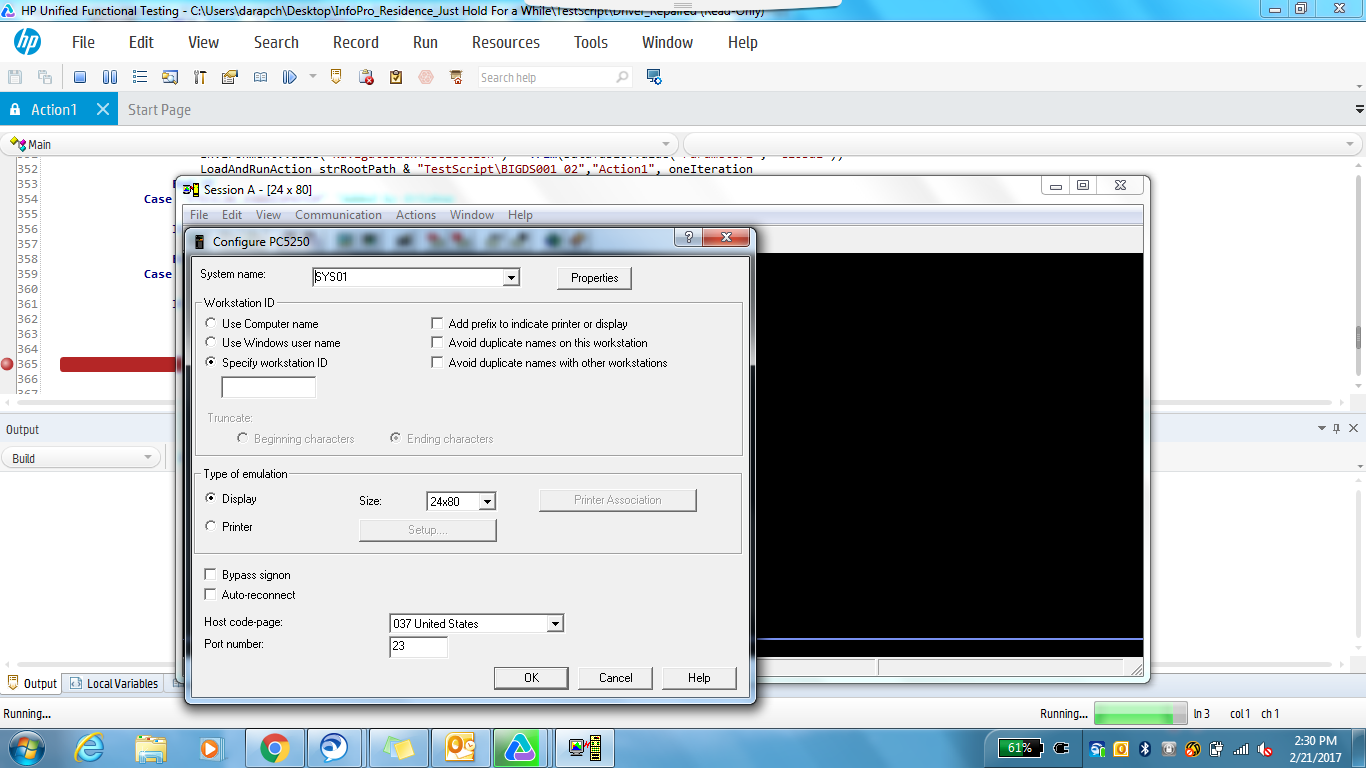 HP Unified Functional Testing - C:\Users\darapch\Desktop\InfoPro_Residence_Just Hold For a While\TestScript\Driver_Repaired (Read-Only)
hp File Edit View Search Record Run Resources Tools Window Help
Search help
Action1 Start Page
Main
352 LoadAndRunAction strRootPath & "TestScript\BIGDS001_02","Action1", oneIteration
353
354 Case
355
356
357
358
359 Case
360
361
362
363
364
365
366
367
Session A - [24 x 80]
File Edit View Communication Actions Window Help
Configure PC5250
System name: SYS01 Properties
Workstation ID
Use Computer name Add prefix to indicate printer or display
Use Windows user name Avoid duplicate names on this workstation
Specify workstation ID Avoid duplicate names with other workstations
Truncate:
Beginning characters Ending characters
Type of emulation
Display Size: 24x80 Printer Association
Printer Setup....
Bypass signon
Auto-reconnect
Host code-page: 037 United States
Port number: 23
OK Cancel Help
Output
Build
Output Local Variables
Running... Running... ln 3 col 1 ch 1
61% 2:30 PM
2/21/2017